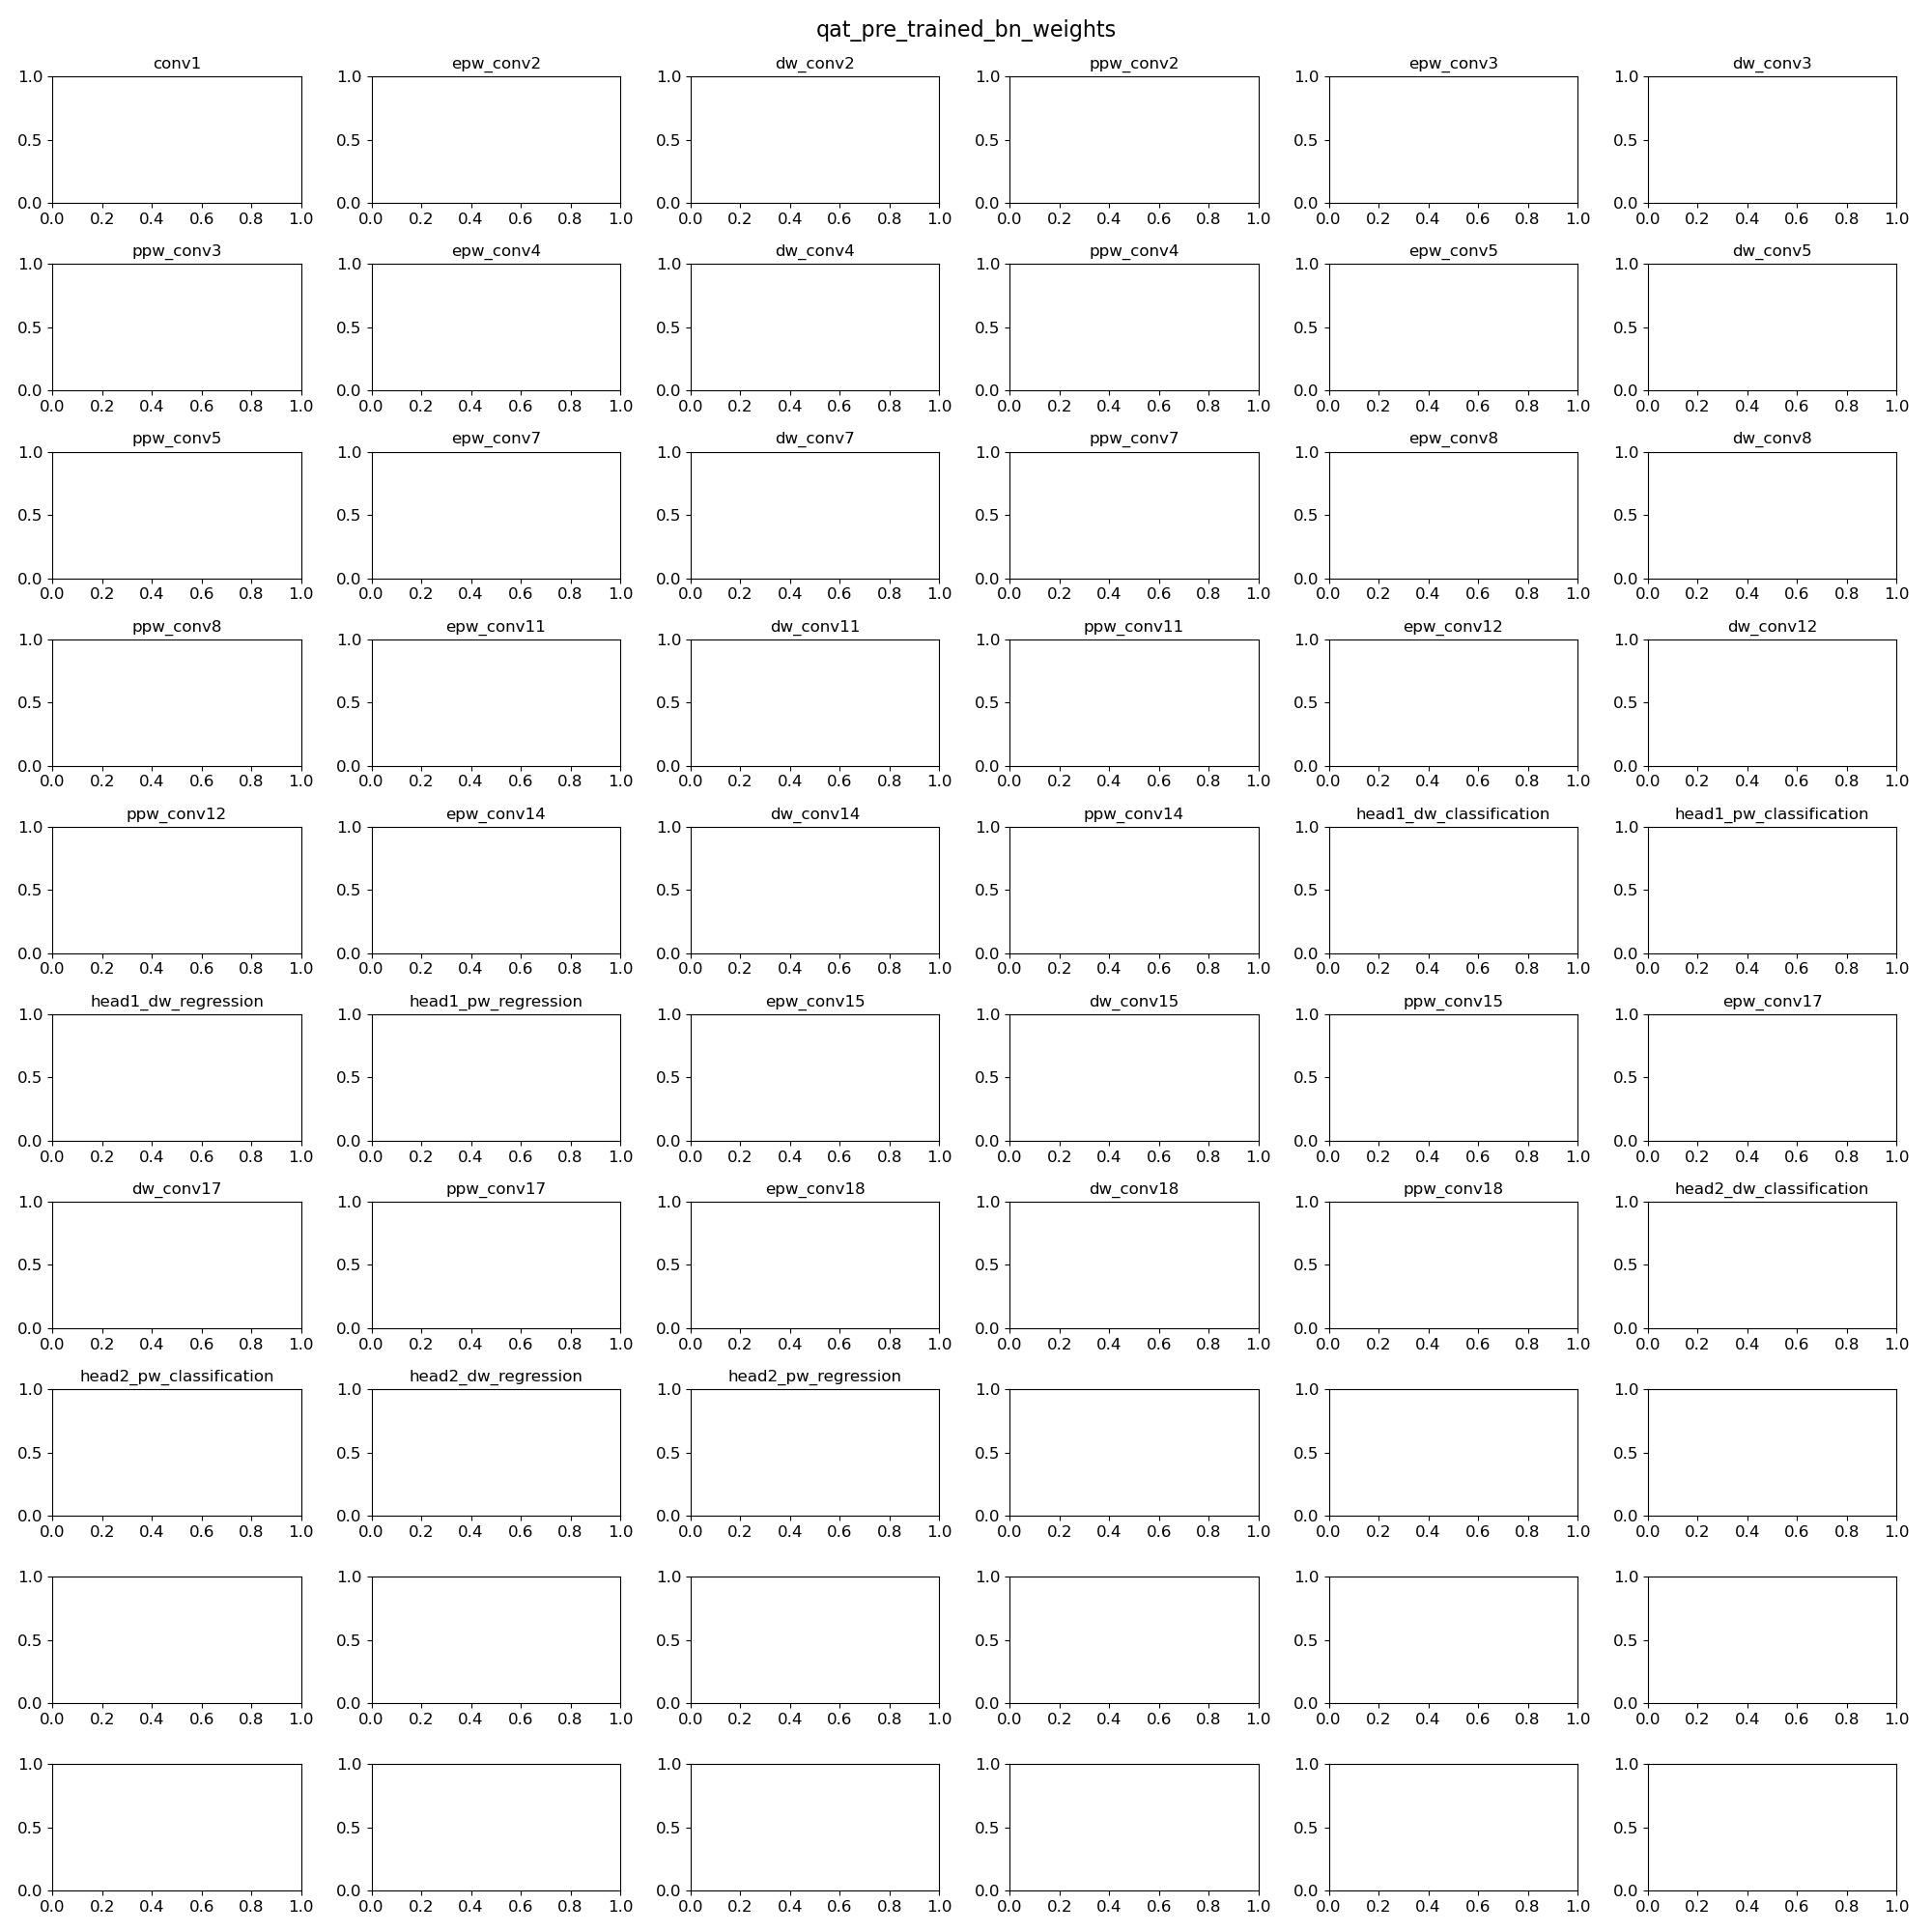 qat_pre_trained_bn_weights
conv1 epw_conv2 dw_conv2 ppw_conv2 epw_conv3 dw_conv3
1.0 1.0 1.0 1.0 1.0 1.0
0.5 0.5 0.5 0.5 0.5 0.5
0.0 0.0 0.0 0.0 0.0 0.0
0.0 0.2 0.4 0.6 0.8 1.0 0.0 0.2 0.4 0.6 0.8 1.0 0.0 0.2 0.4 0.6 0.8 1.0 0.0 0.2 0.4 0.6 0.8 1.0 0.0 0.2 0.4 0.6 0.8 1.0 0.0 0.2 0.4 0.6 0.8 1.0
ppw_conv3 epw_conv4 dw_conv4 ppw_conv4 epw_conv5 dw_conv5
1.0 1.0 1.0 1.0 1.0 1.0
0.5 0.5 0.5 0.5 0.5 0.5
0.0 0.0 0.0 0.0 0.0 0.0
0.0 0.2 0.4 0.6 0.8 1.0 0.0 0.2 0.4 0.6 0.8 1.0 0.0 0.2 0.4 0.6 0.8 1.0 0.0 0.2 0.4 0.6 0.8 1.0 0.0 0.2 0.4 0.6 0.8 1.0 0.0 0.2 0.4 0.6 0.8 1.0
ppw_conv5 epw_conv7 dw_conv7 ppw_conv7 epw_conv8 dw_conv8
1.0 1.0 1.0 1.0 1.0 1.0
0.5 0.5 0.5 0.5 0.5 0.5
0.0 0.0 0.0 0.0 0.0 0.0
0.0 0.2 0.4 0.6 0.8 1.0 0.0 0.2 0.4 0.6 0.8 1.0 0.0 0.2 0.4 0.6 0.8 1.0 0.0 0.2 0.4 0.6 0.8 1.0 0.0 0.2 0.4 0.6 0.8 1.0 0.0 0.2 0.4 0.6 0.8 1.0
ppw_conv8 epw_conv11 dw_conv11 ppw_conv11 epw_conv12 dw_conv12
1.0 1.0 1.0 1.0 1.0 1.0
0.5 0.5 0.5 0.5 0.5 0.5
0.0 0.0 0.0 0.0 0.0 0.0
0.0 0.2 0.4 0.6 0.8 1.0 0.0 0.2 0.4 0.6 0.8 1.0 0.0 0.2 0.4 0.6 0.8 1.0 0.0 0.2 0.4 0.6 0.8 1.0 0.0 0.2 0.4 0.6 0.8 1.0 0.0 0.2 0.4 0.6 0.8 1.0
ppw_conv12 epw_conv14 dw_conv14 ppw_conv14 head1_dw_classification head1_pw_classification
1.0 1.0 1.0 1.0 1.0 1.0
0.5 0.5 0.5 0.5 0.5 0.5
0.0 0.0 0.0 0.0 0.0 0.0
0.0 0.2 0.4 0.6 0.8 1.0 0.0 0.2 0.4 0.6 0.8 1.0 0.0 0.2 0.4 0.6 0.8 1.0 0.0 0.2 0.4 0.6 0.8 1.0 0.0 0.2 0.4 0.6 0.8 1.0 0.0 0.2 0.4 0.6 0.8 1.0
head1_dw_regression head1_pw_regression epw_conv15 dw_conv15 ppw_conv15 epw_conv17
1.0 1.0 1.0 1.0 1.0 1.0
0.5 0.5 0.5 0.5 0.5 0.5
0.0 0.0 0.0 0.0 0.0 0.0
0.0 0.2 0.4 0.6 0.8 1.0 0.0 0.2 0.4 0.6 0.8 1.0 0.0 0.2 0.4 0.6 0.8 1.0 0.0 0.2 0.4 0.6 0.8 1.0 0.0 0.2 0.4 0.6 0.8 1.0 0.0 0.2 0.4 0.6 0.8 1.0
dw_conv17 ppw_conv17 epw_conv18 dw_conv18 ppw_conv18 head2_dw_classification
1.0 1.0 1.0 1.0 1.0 1.0
0.5 0.5 0.5 0.5 0.5 0.5
0.0 0.0 0.0 0.0 0.0 0.0
0.0 0.2 0.4 0.6 0.8 1.0 0.0 0.2 0.4 0.6 0.8 1.0 0.0 0.2 0.4 0.6 0.8 1.0 0.0 0.2 0.4 0.6 0.8 1.0 0.0 0.2 0.4 0.6 0.8 1.0 0.0 0.2 0.4 0.6 0.8 1.0
head2_pw_classification head2_dw_regression head2_pw_regression
1.0 1.0 1.0 1.0 1.0 1.0
0.5 0.5 0.5 0.5 0.5 0.5
0.0 0.0 0.0 0.0 0.0 0.0
0.0 0.2 0.4 0.6 0.8 1.0 0.0 0.2 0.4 0.6 0.8 1.0 0.0 0.2 0.4 0.6 0.8 1.0 0.0 0.2 0.4 0.6 0.8 1.0 0.0 0.2 0.4 0.6 0.8 1.0 0.0 0.2 0.4 0.6 0.8 1.0
1.0 1.0 1.0 1.0 1.0 1.0
0.5 0.5 0.5 0.5 0.5 0.5
0.0 0.0 0.0 0.0 0.0 0.0
0.0 0.2 0.4 0.6 0.8 1.0 0.0 0.2 0.4 0.6 0.8 1.0 0.0 0.2 0.4 0.6 0.8 1.0 0.0 0.2 0.4 0.6 0.8 1.0 0.0 0.2 0.4 0.6 0.8 1.0 0.0 0.2 0.4 0.6 0.8 1.0
1.0 1.0 1.0 1.0 1.0 1.0
0.5 0.5 0.5 0.5 0.5 0.5
0.0 0.0 0.0 0.0 0.0 0.0
0.0 0.2 0.4 0.6 0.8 1.0 0.0 0.2 0.4 0.6 0.8 1.0 0.0 0.2 0.4 0.6 0.8 1.0 0.0 0.2 0.4 0.6 0.8 1.0 0.0 0.2 0.4 0.6 0.8 1.0 0.0 0.2 0.4 0.6 0.8 1.0